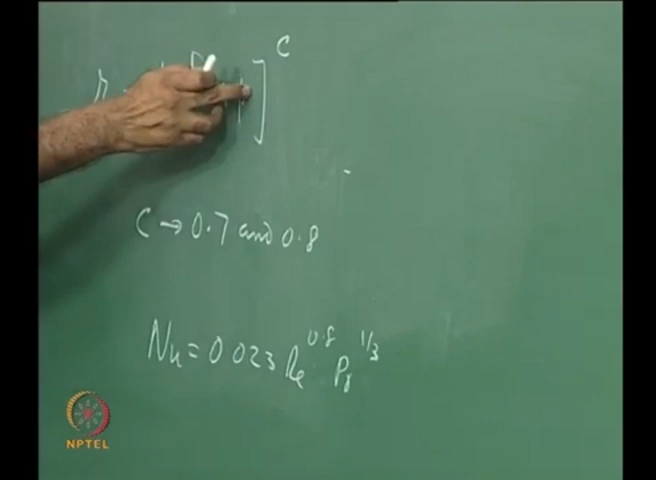 ] C
C → 0.7 and 0.8
Nu = 0.023 Re^0.8 Pr^1/3
NPTEL